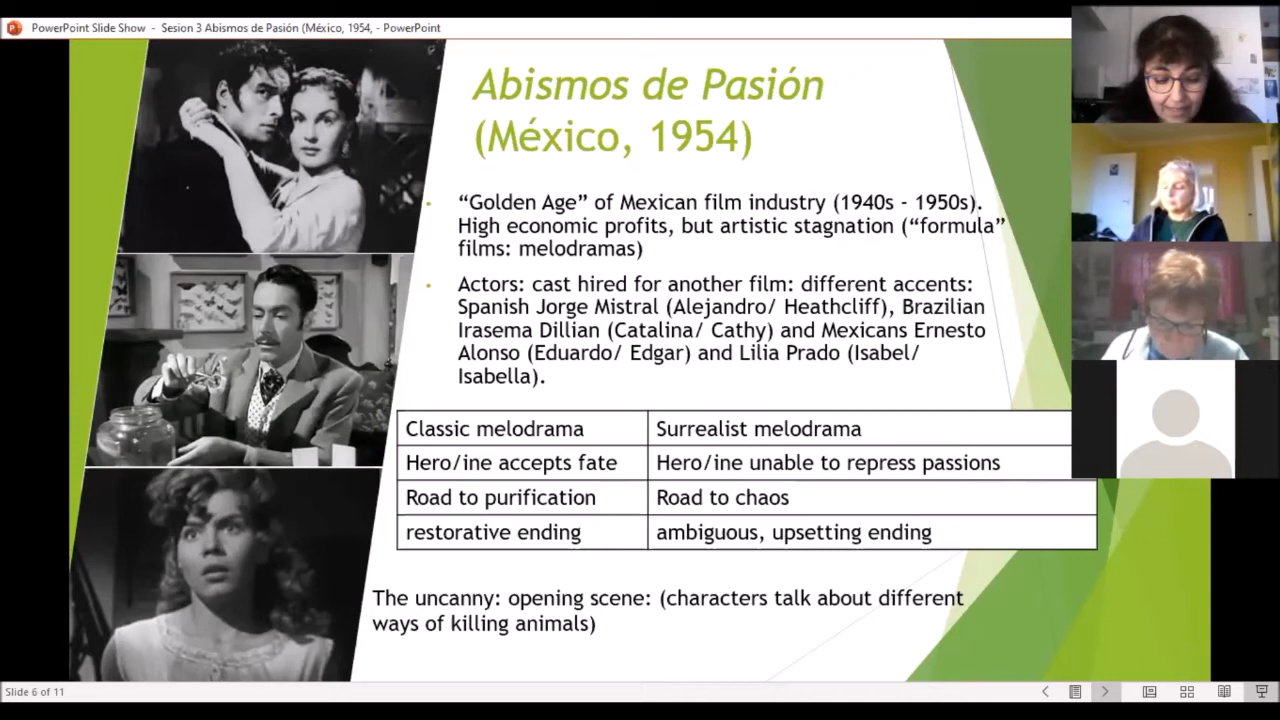 PowerPoint Slide Show - Sesion 3 Abismos de Pasión (México, 1954, - PowerPoint
Abismos de Pasión
(México, 1954)
“Golden Age” of Mexican film industry (1940s - 1950s).
High economic profits, but artistic stagnation (“formula”
films: melodramas)
Actors: cast hired for another film: different accents:
Spanish Jorge Mistral (Alejandro/ Heathcliff), Brazilian
Irasema Dillian (Catalina/ Cathy) and Mexicans Ernesto
Alonso (Eduardo/ Edgar) and Lilia Prado (Isabel/
Isabella).
Classic melodrama Surrealist melodrama
Hero/ine accepts fate Hero/ine unable to repress passions
Road to purification Road to chaos
restorative ending ambiguous, upsetting ending
The uncanny: opening scene: (characters talk about different
ways of killing animals)
Slide 6 of 11